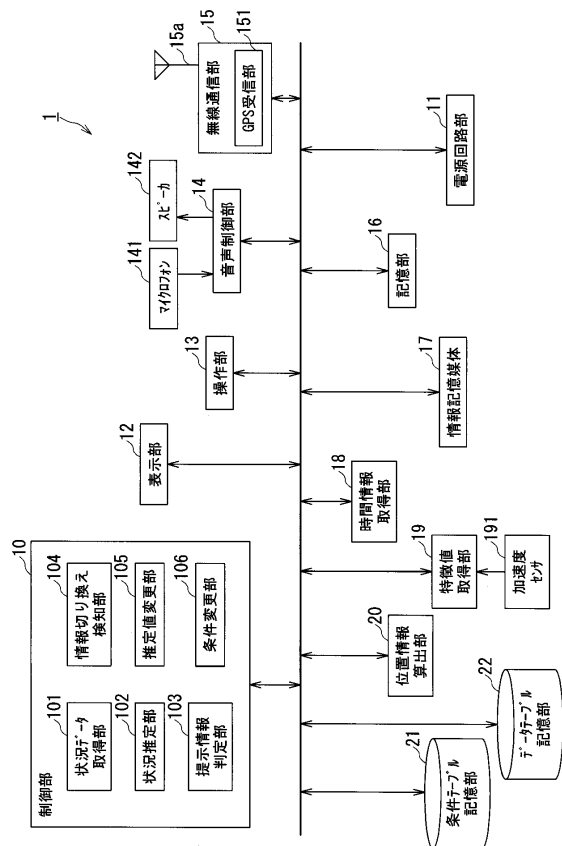 1
制御部
10
101
状況データ
取得部
102
状況推定部
103
提示情報
判定部
104
情報切り換え
検知部
105
推定値変更部
106
条件変更部
12
表示部
13
操作部
141
マイクロフォン
142
スピーカ
14
音声制御部
15a
15
無線通信部
151
GPS受信部
21
条件テーブル
記憶部
22
データテーブル
記憶部
20
位置情報
算出部
19
特徴値
取得部
191
加速度
センサ
18
時間情報
取得部
17
情報記憶媒体
16
記憶部
11
電源回路部